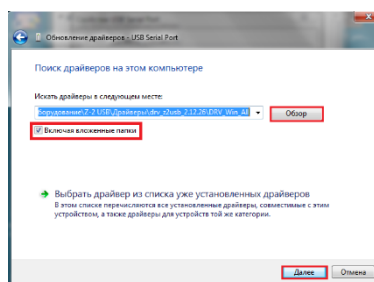 Обновление драйверов - USB Serial Port
Поиск драйверов на этом компьютере
Искать драйверы в следующем месте:
борудование\Z-2 USB\Драйверы\drv_z2usb_2.12.26\DRV_Win_All
Обзор
Включая вложенные папки
Выбрать драйвер из списка уже установленных драйверов
В этом списке перечисляются все установленные драйверы, совместимые с этим
устройством, а также драйверы для устройств той же категории.
Далее
Отмена